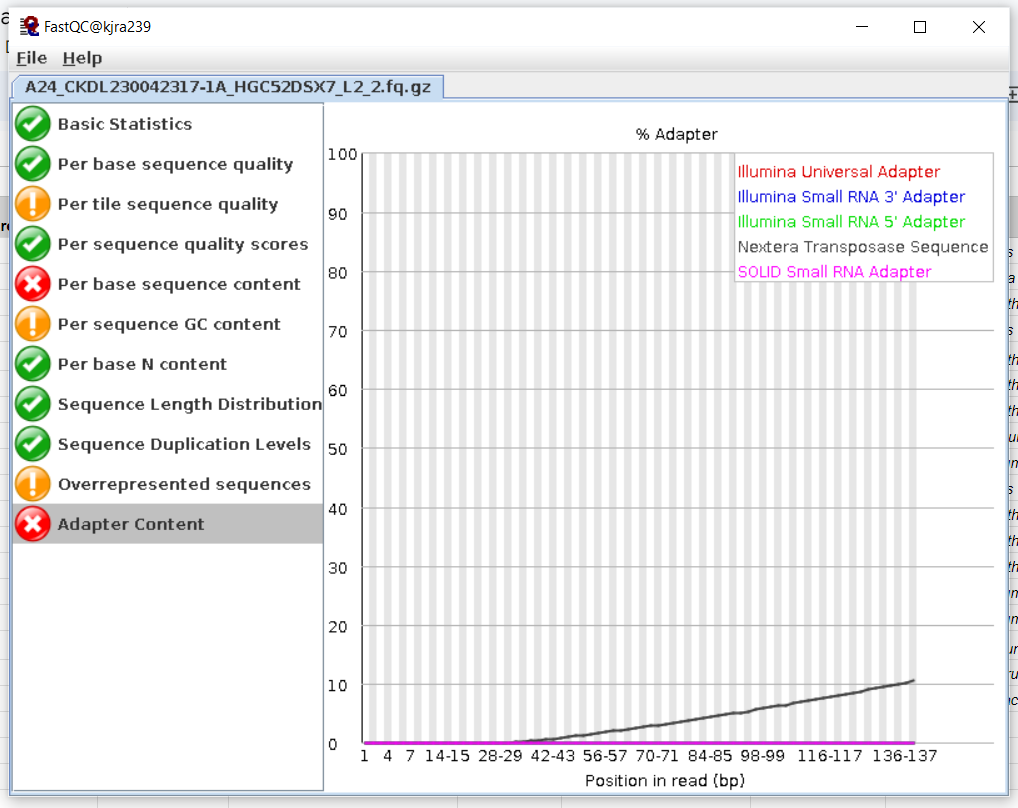 FastQC@kjra239
File Help
A24_CKDL230042317-1A_HGC52DSX7_L2_2.fq.gz
Basic Statistics
Per base sequence quality
Per tile sequence quality
Per sequence quality scores
Per base sequence content
Per sequence GC content
Per base N content
Sequence Length Distribution
Sequence Duplication Levels
Overrepresented sequences
Adapter Content
% Adapter
Illumina Universal Adapter
Illumina Small RNA 3' Adapter
Illumina Small RNA 5' Adapter
Nextera Transposase Sequence
SOLID Small RNA Adapter
100
90
80
70
60
50
40
30
20
10
0
1 4 7 14-15 28-29 42-43 56-57 70-71 84-85 98-99 116-117 136-137
Position in read (bp)